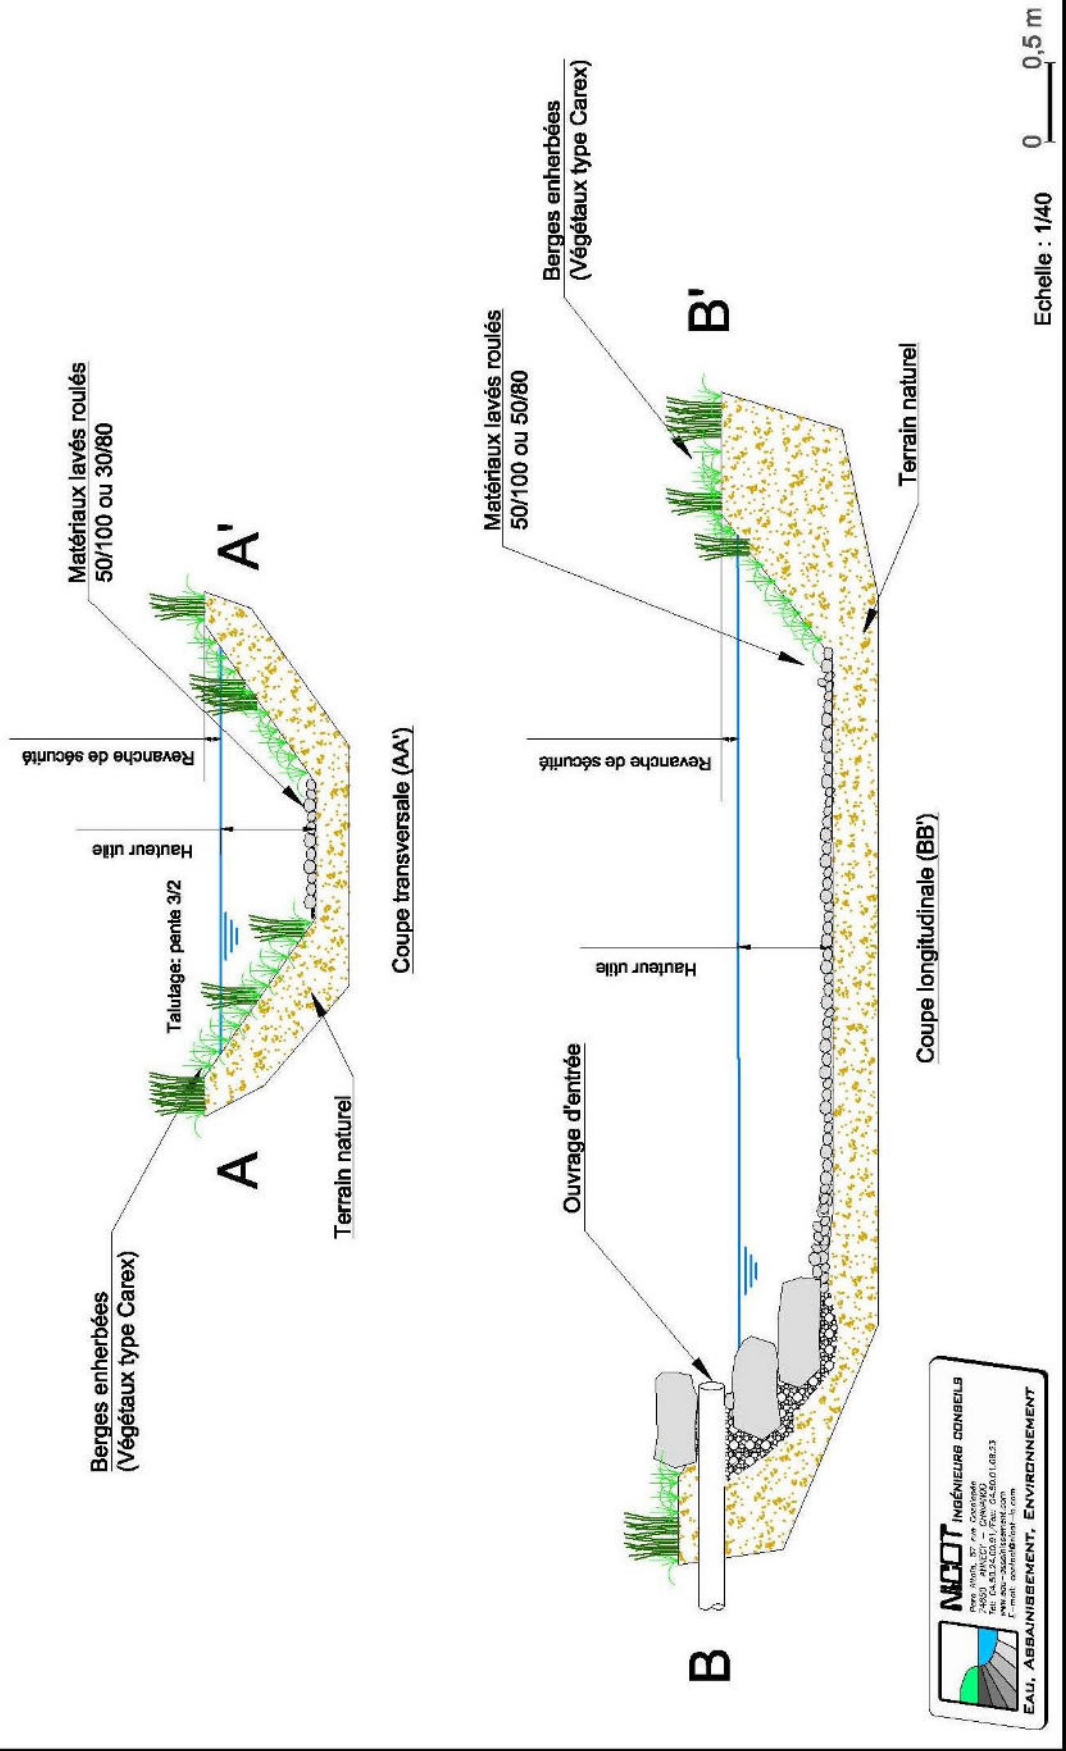 Berges enherbées
(Végétaux type Carex)
Talutage: pente 3/2
Hauteur utile
Revanche de sécurité
Matériaux lavés roulés
50/100 ou 30/80
A
A'
Terrain naturel
Coupe transversale (AA')
Ouvrage d'entrée
Hauteur utile
Revanche de sécurité
Matériaux lavés roulés
50/100 ou 50/80
Berges enherbées
(Végétaux type Carex)
B
B'
Terrain naturel
Coupe longitudinale (BB')
NICOT INGÉNIEURS CONSEILS
EAU, ASSAINISSEMENT, ENVIRONNEMENT
Echelle : 1/40
0
0,5 m